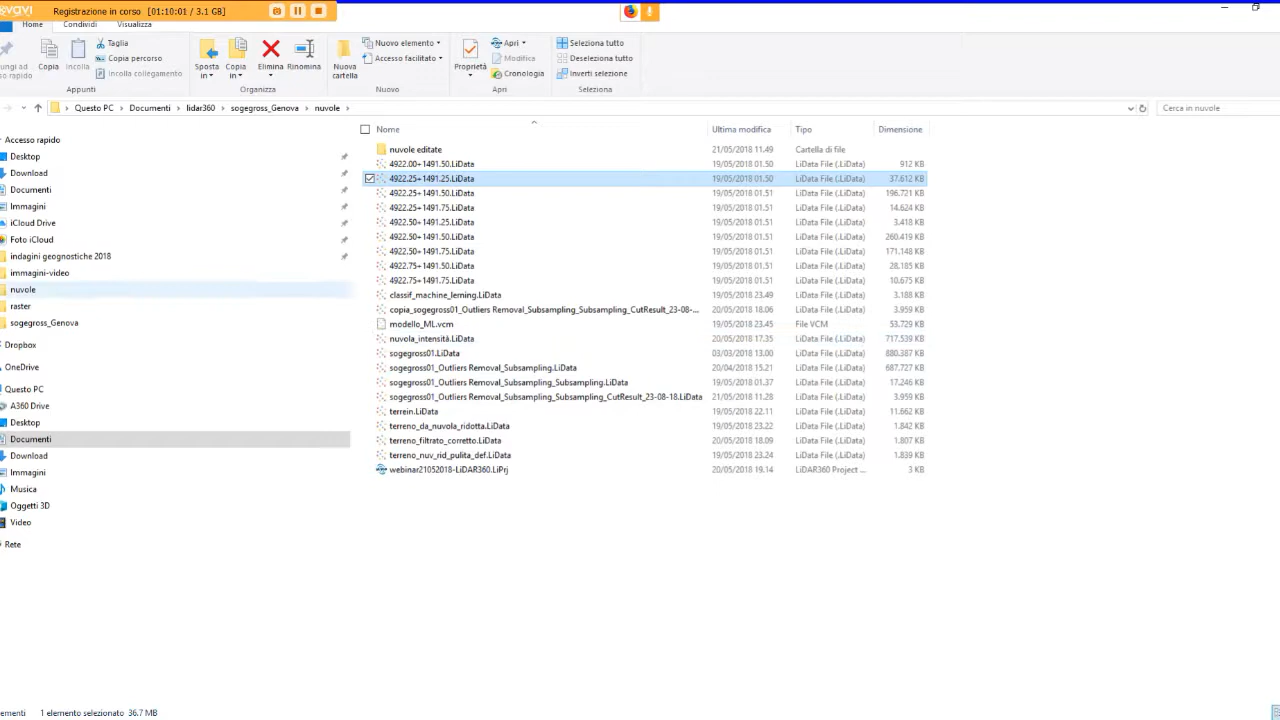 Registrazione in corso [01:10:01 / 3.1 GB]
Home Condividi Visualizza
Copia Incolla
Taglia
Copia percorso
Incolla collegamento
Sposta in
Copia in
Elimina
Rinomina
Nuova cartella
Nuovo elemento
Accesso facilitato
Proprietà
Apri
Modifica
Cronologia
Seleziona tutto
Deseleziona tutto
Inverti selezione
Appunti Organizza Nuovo Apri Seleziona
Questo PC > Documenti > lidar360 > sogegross_Genova > nuvole >
Cerca in nuvole
Accesso rapido
Desktop
Download
Documenti
Immagini
iCloud Drive
Foto iCloud
indagini geognostiche 2018
immagini-video
nuvole
raster
sogegross_Genova
Dropbox
OneDrive
Questo PC
A360 Drive
Desktop
Documenti
Download
Immagini
Musica
Oggetti 3D
Video
Rete
Nome Ultima modifica Tipo Dimensione
nuvole editate 21/05/2018 11.49 Cartella di file
4922.00+1491.50.LiData 19/05/2018 01.50 LiData File (.LiData) 912 KB
4922.25+1491.25.LiData 19/05/2018 01.50 LiData File (.LiData) 37.612 KB
4922.25+1491.50.LiData 19/05/2018 01.51 LiData File (.LiData) 196.721 KB
4922.25+1491.75.LiData 19/05/2018 01.51 LiData File (.LiData) 14.624 KB
4922.50+1491.25.LiData 19/05/2018 01.51 LiData File (.LiData) 3.418 KB
4922.50+1491.50.LiData 19/05/2018 01.51 LiData File (.LiData) 260.419 KB
4922.50+1491.75.LiData 19/05/2018 01.51 LiData File (.LiData) 171.148 KB
4922.75+1491.50.LiData 19/05/2018 01.51 LiData File (.LiData) 28.185 KB
4922.75+1491.75.LiData 19/05/2018 01.51 LiData File (.LiData) 10.675 KB
classif_machine_lerning.LiData 19/05/2018 23.49 LiData File (.LiData) 3.188 KB
copia_sogegross01_Outliers Removal_Subsampling_Subsampling_CutResult_23-08-... 20/05/2018 18.06 LiData File (.LiData) 3.959 KB
modello_ML.vcm 19/05/2018 23.45 File VCM 53.729 KB
nuvola_intensità.LiData 20/05/2018 17.35 LiData File (.LiData) 717.539 KB
sogegross01.LiData 03/03/2018 13.00 LiData File (.LiData) 880.387 KB
sogegross01_Outliers Removal_Subsampling.LiData 20/04/2018 15.21 LiData File (.LiData) 687.727 KB
sogegross01_Outliers Removal_Subsampling_Subsampling.LiData 19/05/2018 01.37 LiData File (.LiData) 17.246 KB
sogegross01_Outliers Removal_Subsampling_Subsampling_CutResult_23-08-18.LiData 21/05/2018 11.28 LiData File (.LiData) 3.959 KB
terrein.LiData 19/05/2018 22.11 LiData File (.LiData) 11.662 KB
terreno_da_nuvola_ridotta.LiData 19/05/2018 23.22 LiData File (.LiData) 1.842 KB
terreno_filtrato_corretto.LiData 20/05/2018 18.09 LiData File (.LiData) 1.807 KB
terreno_nuv_rid_pulita_def.LiData 19/05/2018 23.24 LiData File (.LiData) 1.839 KB
webinar21052018-LiDAR360.LiPrj 20/05/2018 19.14 LiDAR360 Project ... 3 KB
ementi 1 elemento selezionato 36.7 MB